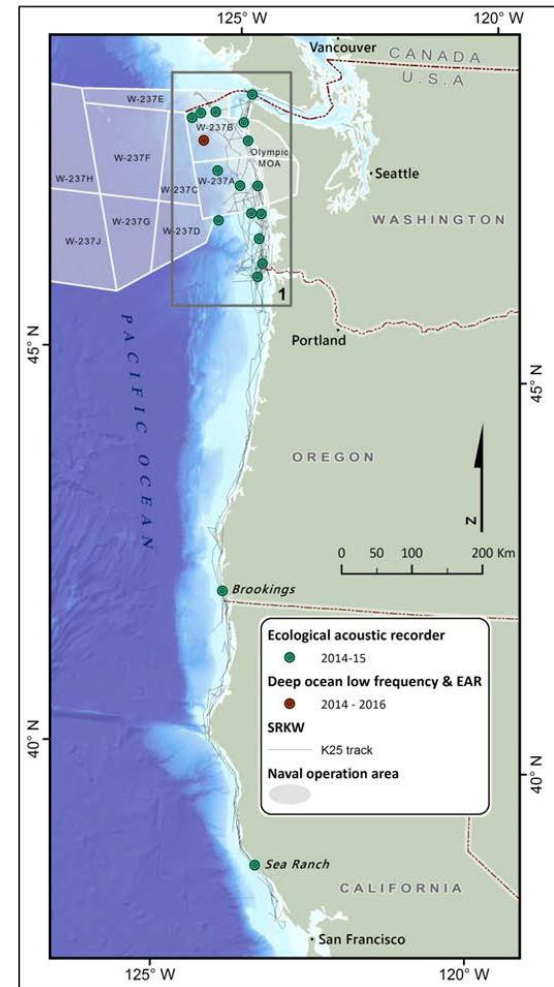 125° W
120° W
Vancouver
CANADA
U.S.A
W-237E
W-237B
Olympic
MOA
W-237F
Seattle
W-237H
W-237C
W-237A
WASHINGTON
W-237G
W-237D
W-237J
1
Portland
45° N
45° N
PACIFIC OCEAN
OREGON
N
0 50 100 200 Km
Brookings
Ecological acoustic recorder
2014-15
Deep ocean low frequency & EAR
2014 - 2016
SRKW
K25 track
Naval operation area
40° N
40° N
Sea Ranch
CALIFORNIA
San Francisco
125° W
120° W